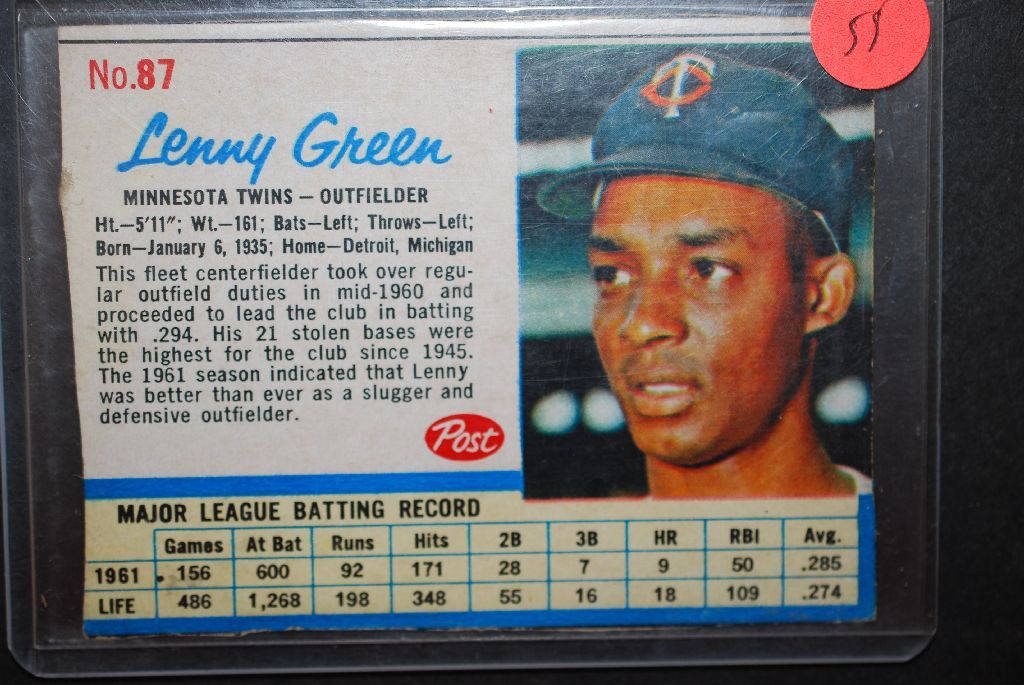 No.87
Lenny Green
MINNESOTA TWINS — OUTFIELDER
Ht.—5'11"; Wt.—161; Bats—Left; Throws—Left;
Born—January 6, 1935; Home—Detroit, Michigan
This fleet centerfielder took over regu-
lar outfield duties in mid-1960 and
proceeded to lead the club in batting
with .294. His 21 stolen bases were
the highest for the club since 1945.
The 1961 season indicated that Lenny
was better than ever as a slugger and
defensive outfielder.
Post
TC
MAJOR LEAGUE BATTING RECORD
Games At Bat Runs Hits 2B 3B HR RBI Avg.
1961 156 600 92 171 28 7 9 50 .285
LIFE 486 1,268 198 348 55 16 18 109 .274